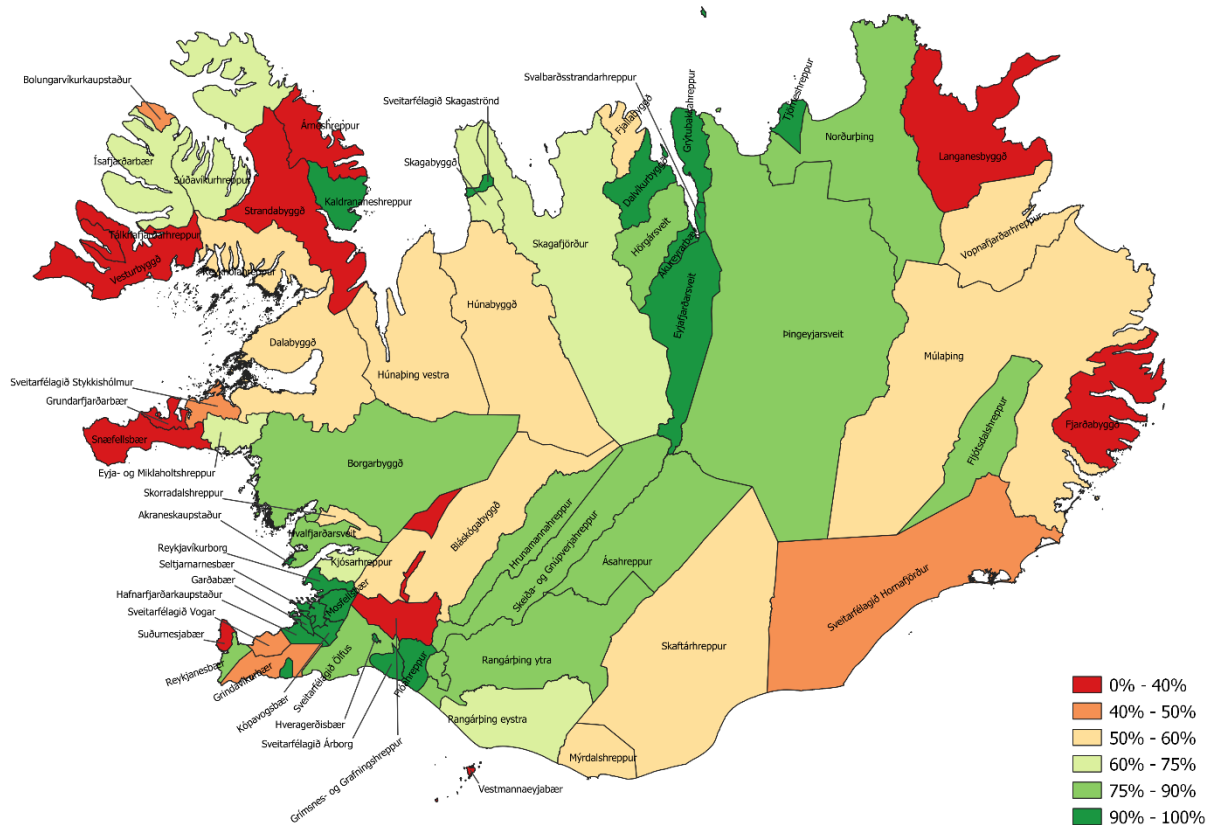 Bolungarvíkurkaupstaður
Svalbarðsstrandarhreppur
Sveitarfélagið Skagaströnd
Grýtubakkahreppur
Tjörneshreppur
Fjallabyggð
Norðurþing
Árneshreppur
Langanesbyggð
Skagabyggð
Ísafjarðarbær
Súðavíkurhreppur
Dalvíkurbyggð
Kaldrananeshreppur
Strandabyggð
Hörgársveit
Skagafjörður
Tálknafjarðarhreppur
Akureyrarbær
Vopnafjarðarhreppur
Vesturbyggð
Reykhólahreppur
Húnabyggð
Eyjafjarðarsveit
Þingeyjarsveit
Dalabyggð
Múlaþing
Húnaþing vestra
Sveitarfélagið Stykkishólmur
Grundarfjarðarbær
Fjarðabyggð
Snæfellsbær
Fljótsdalshreppur
Borgarbyggð
Eyja- og Miklaholtshreppur
Skorradalshreppur
Akraneskaupstaður
Hvalfjarðarsveit
Bláskógabyggð
Hrunamannahreppur
Reykjavíkurborg
Kjósarhreppur
Skeiða- og Gnúpverjahreppur
Ásahreppur
Seltjarnarnesbær
Garðabær
Mosfellsbær
Hafnarfjarðarkaupstaður
Sveitarfélagið Vogar
Suðurnesjabær
Sveitarfélagið Hornafjörður
Skaftárhreppur
Reykjanesbær
Grindavíkurbær
Sveitarfélagið Ölfus
Flóahreppur
Rangárþing ytra
Kópavogsbær
Hveragerðisbær
Sveitarfélagið Árborg
Rangárþing eystra
Grímsnes- og Grafningshreppur
Mýrdalshreppur
Vestmannaeyjabær
0% - 40%
40% - 50%
50% - 60%
60% - 75%
75% - 90%
90% - 100%